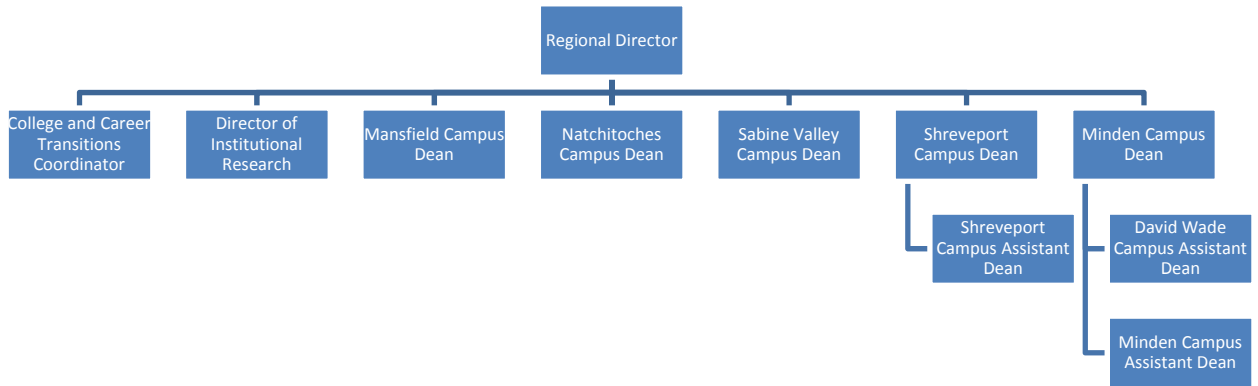 Regional Director
College and Career
Transitions
Coordinator
Director of
Institutional
Research
Mansfield Campus
Dean
Natchitoches
Campus Dean
Sabine Valley
Campus Dean
Shreveport
Campus Dean
Minden Campus
Dean
Shreveport
Campus Assistant
Dean
David Wade
Campus Assistant
Dean
Minden Campus
Assistant Dean